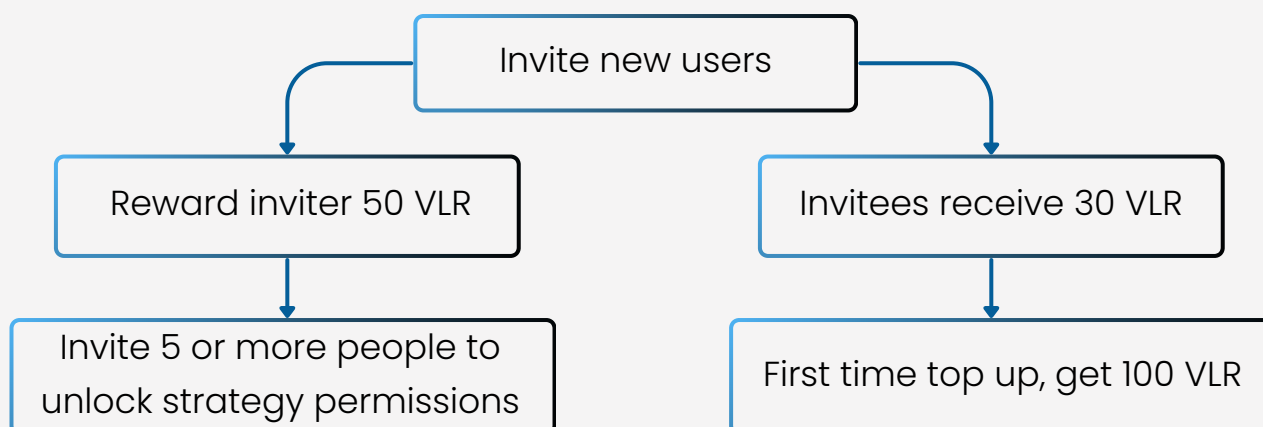 Invite new users
Reward inviter 50 VLR
Invitees receive 30 VLR
Invite 5 or more people to
unlock strategy permissions
First time top up, get 100 VLR